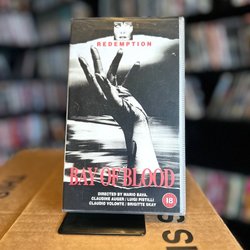 REDEMPTION
BAY OF BLOOD
DIRECTED BY MARIO BAVA.
CLAUDINE AUGER / LUIGI PISTILLI
CLAUDIO VOLONTE / BRIGITTE SKAY
18